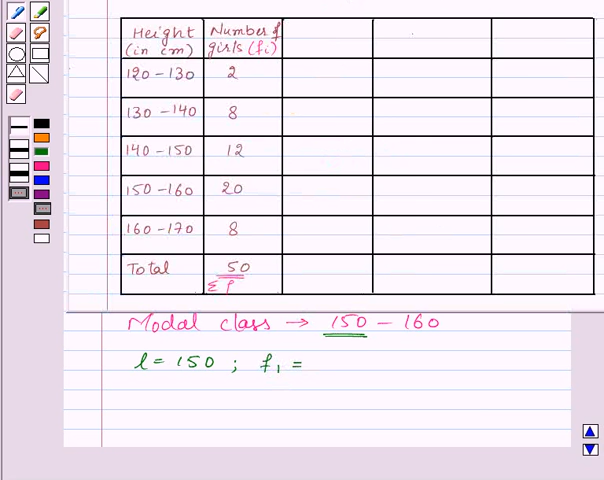 Height Number of
(in cm) girls (fi)
120-130 2
130-140 8
140-150 12
150-160 20
160-170 8
Total 50
Σf
Modal class → 150 - 160
l = 150 ; f₁ =